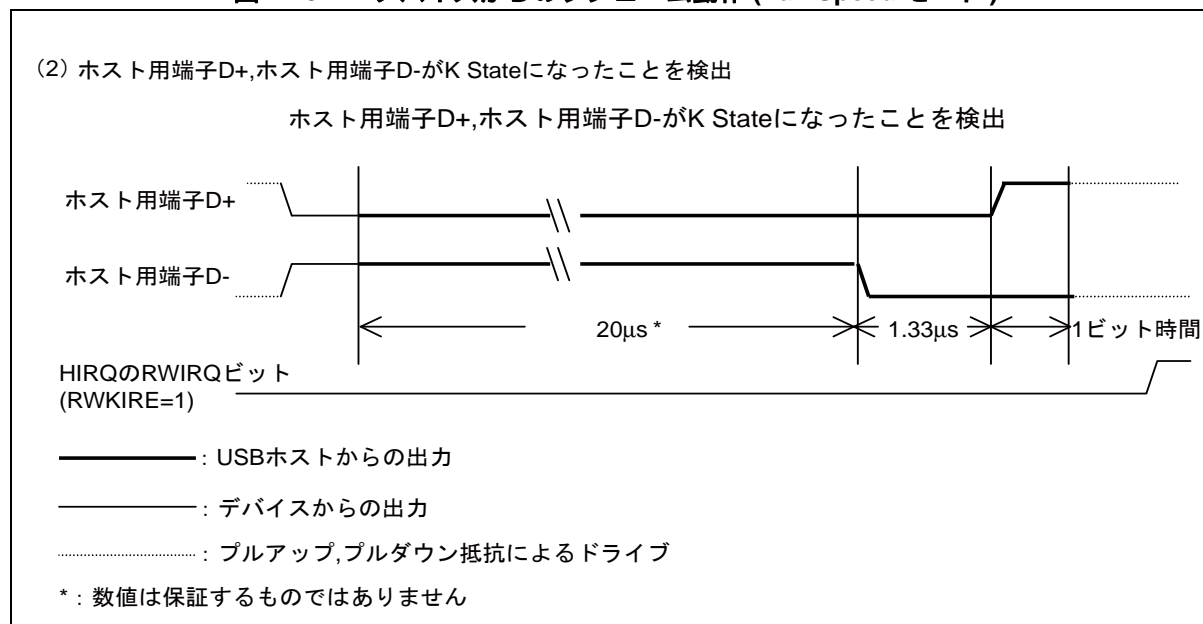 (2) ホスト用端子D+,ホスト用端子D-がK Stateになったことを検出
ホスト用端子D+,ホスト用端子D-がK Stateになったことを検出
ホスト用端子D+
ホスト用端子D-
20μs *
1.33μs
1ビット時間
HIRQのRWIRQビット
(RWKIRE=1)
: USBホストからの出力
: デバイスからの出力
: プルアップ,プルダウン抵抗によるドライブ
* : 数値は保証するものではありません